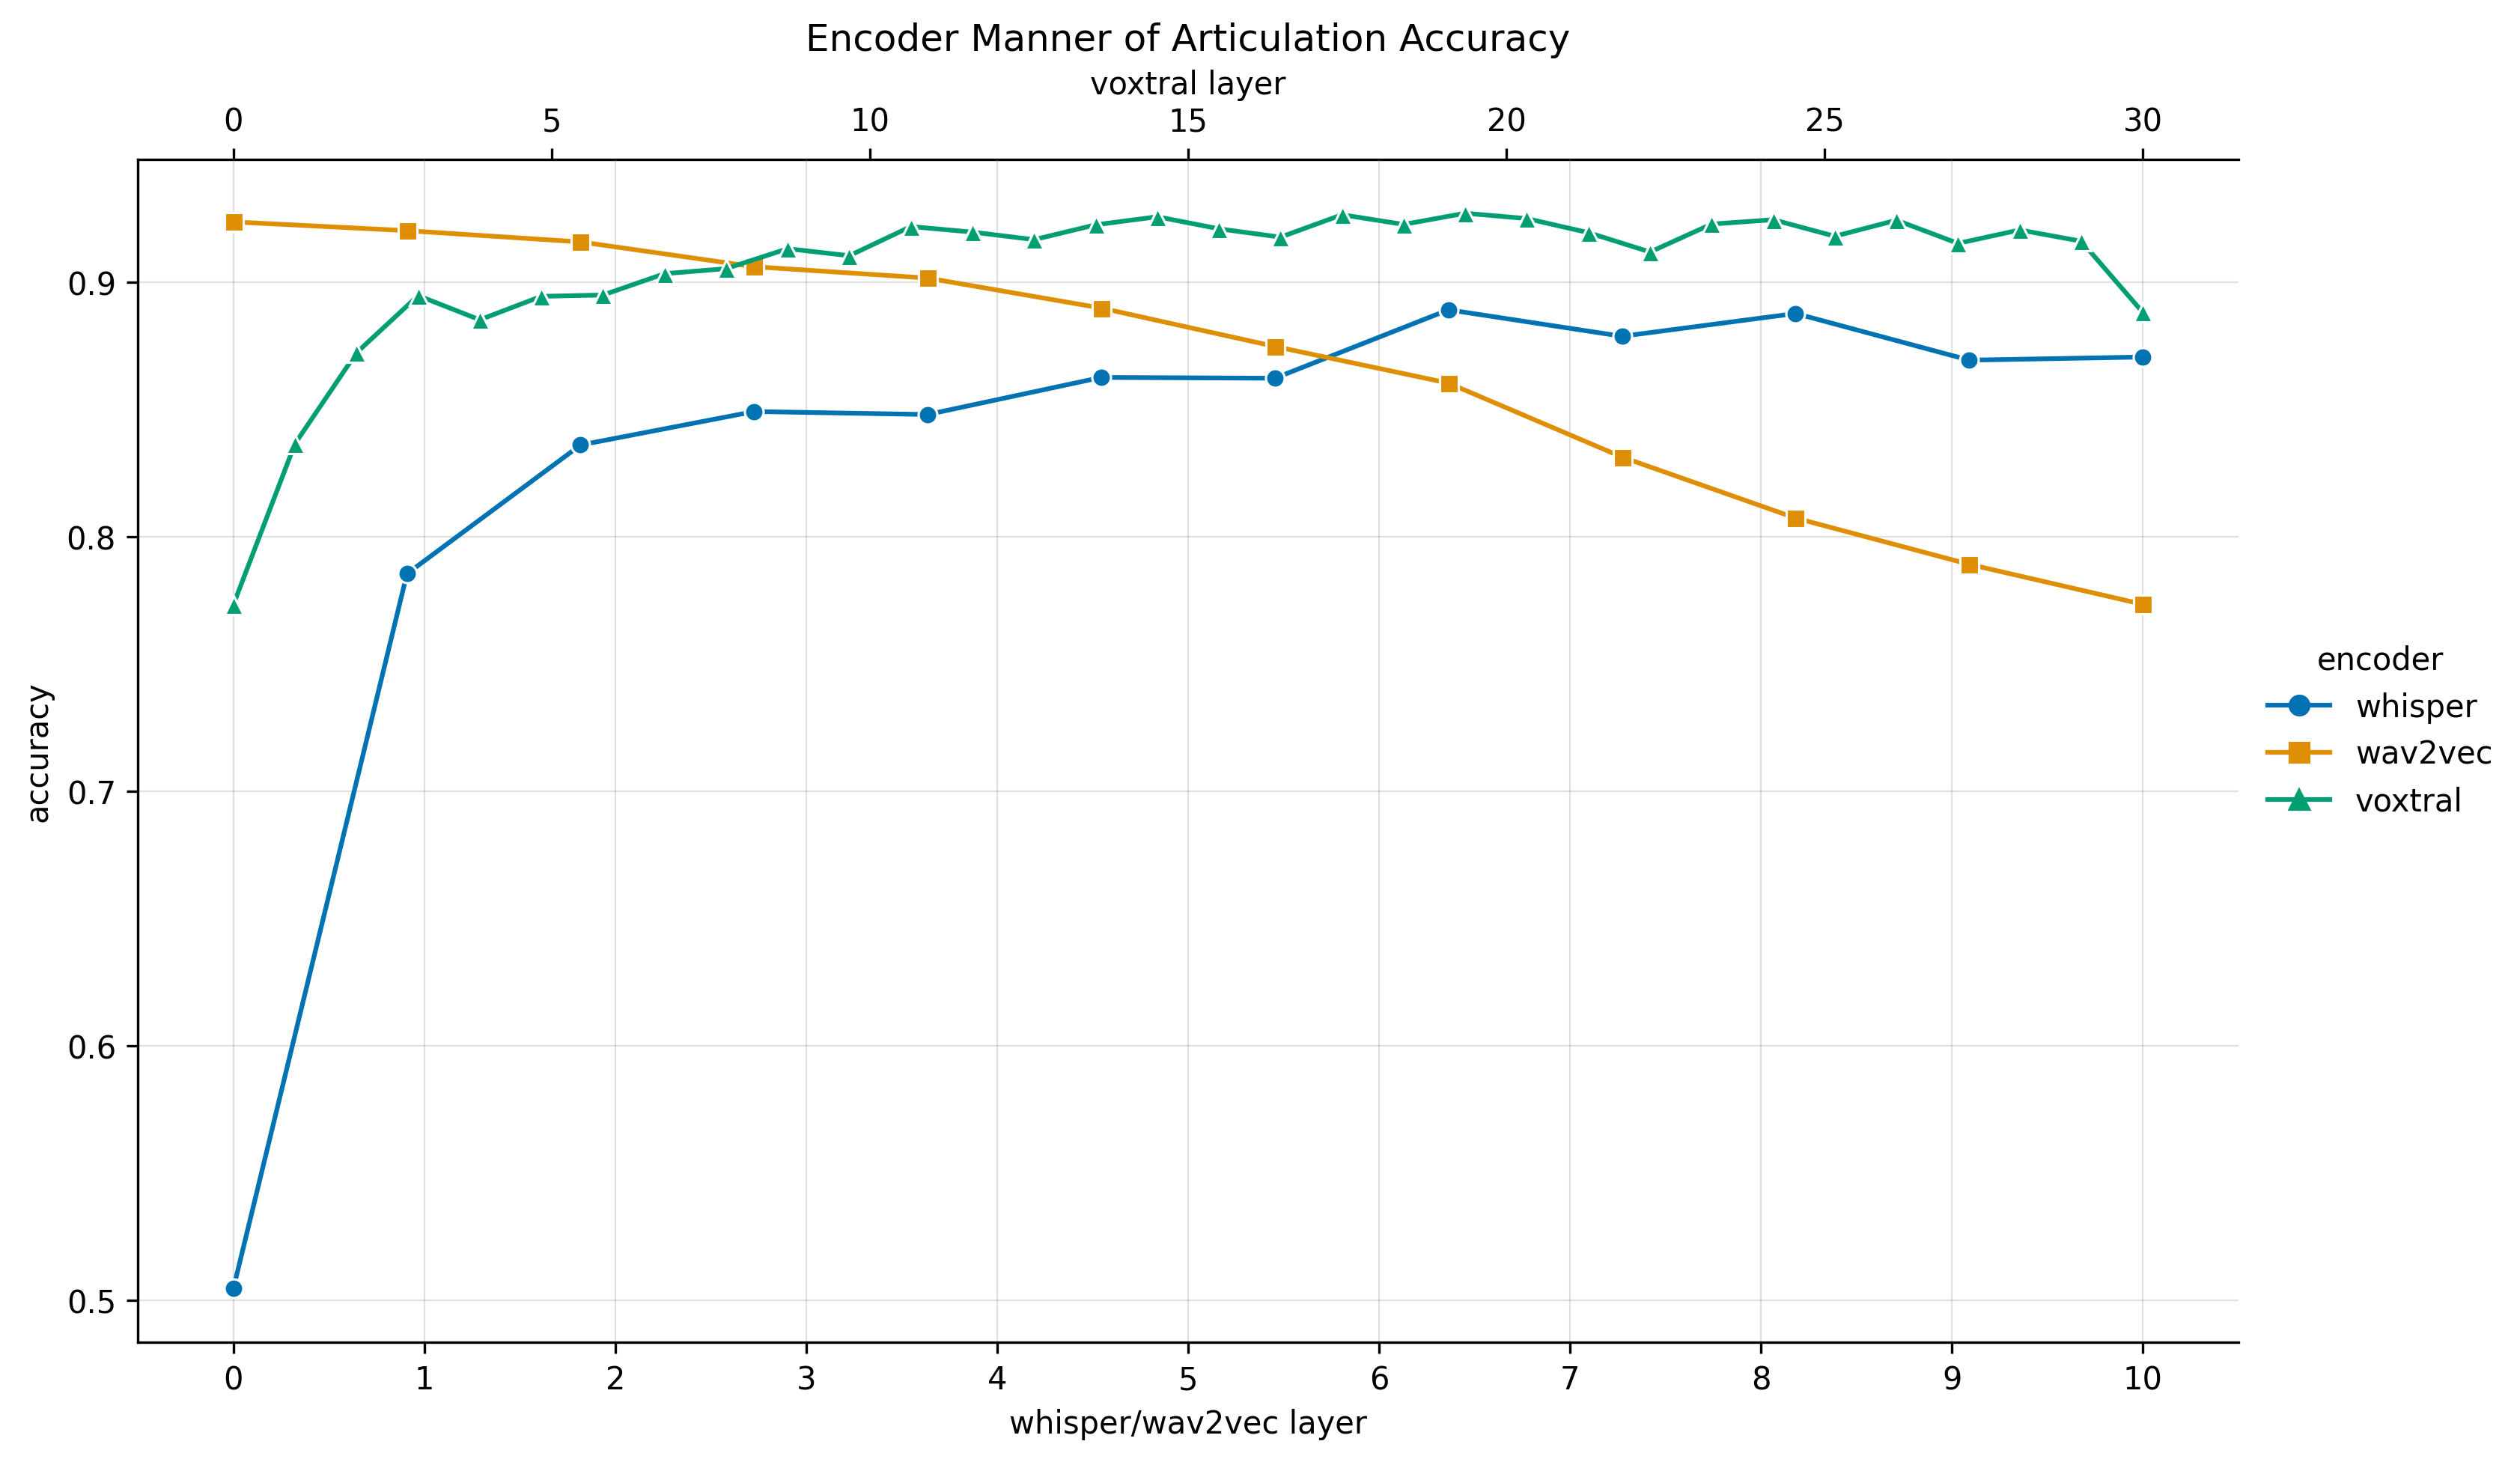 Encoder Manner of Articulation Accuracy
voxtral layer
0 5 10 15 20 25 30
0.9
0.8
0.7
0.6
0.5
accuracy
0 1 2 3 4 5 6 7 8 9 10
whisper/wav2vec layer
encoder
whisper
wav2vec
voxtral